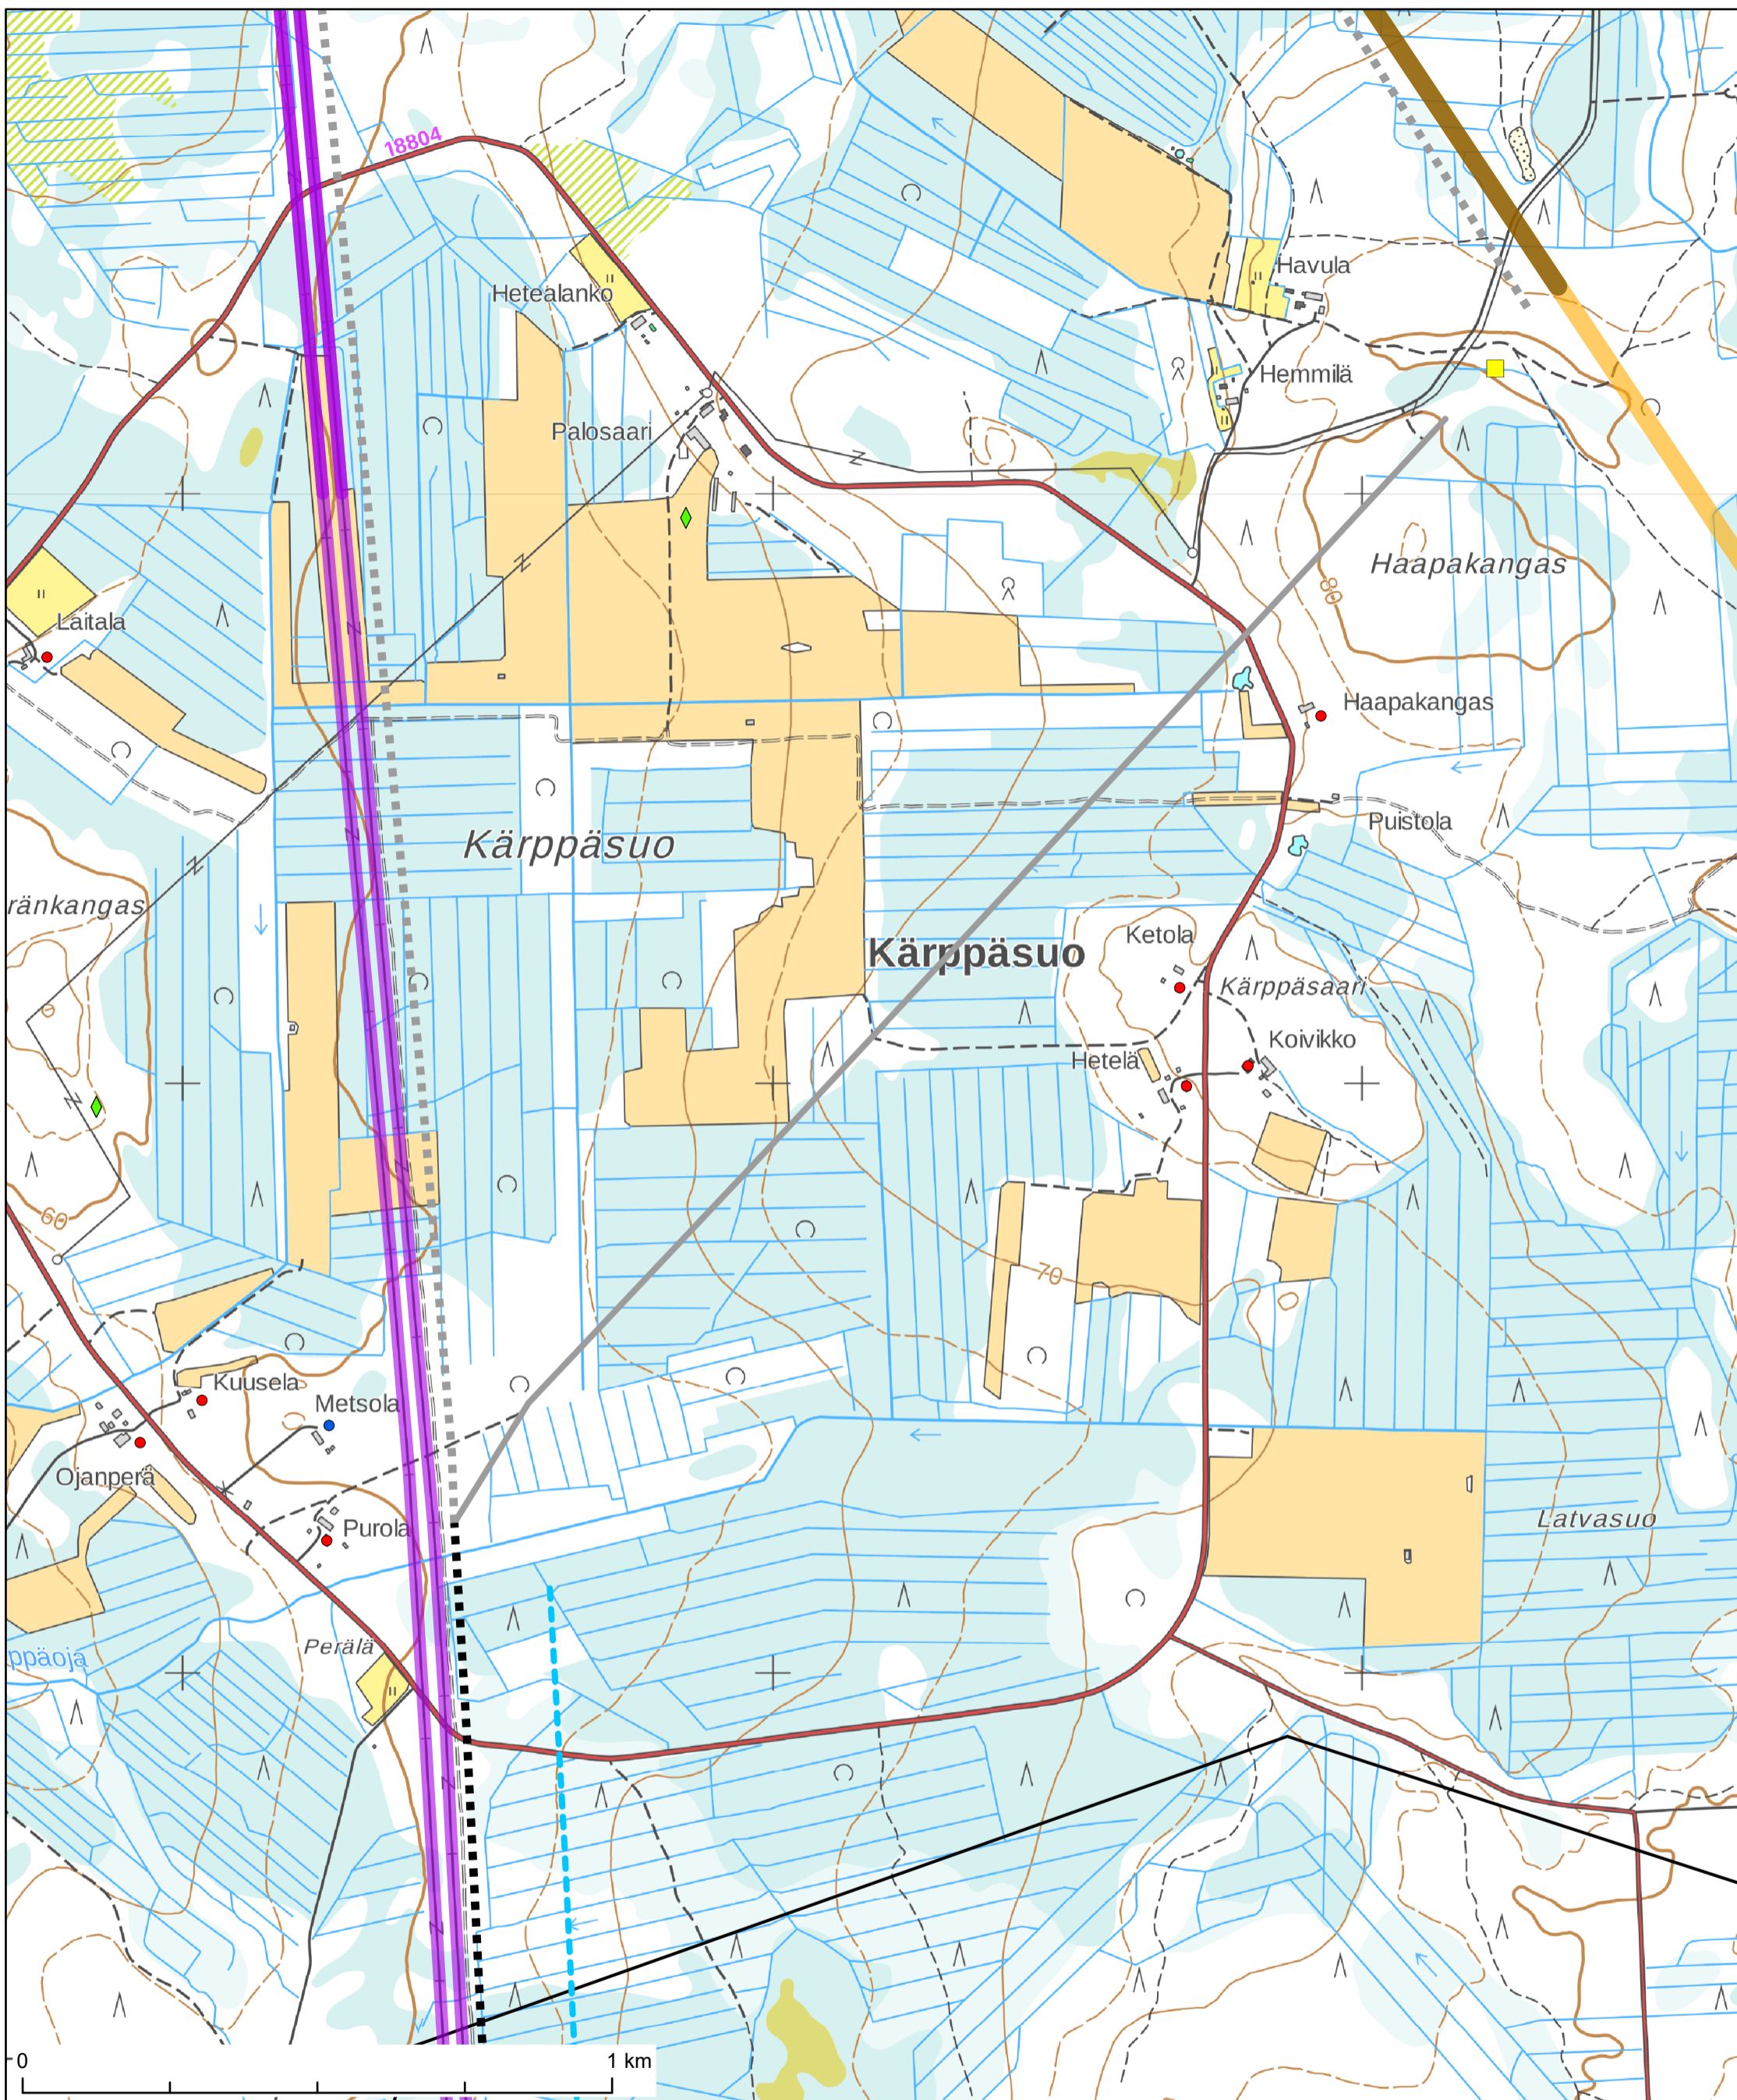 18804
Havula
Hetealanko
Hemmilä
Palosaari
Haapakangas
80
Laitala
Haapakangas
Puistola
Kärppäsuo
ränkangas
Ketola
Kärppäsuo
Kärppäsaari
Koivikko
Hetelä
60
70
Kuusela
Metsola
Ojanperä
Purola
Latvasuo
Perälä
ppäoja
0
1 km